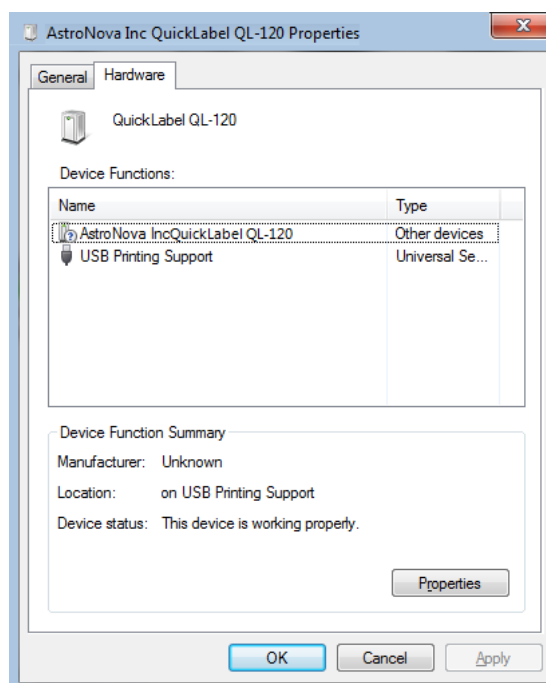 AstroNova Inc QuickLabel QL-120 Properties
General Hardware
QuickLabel QL-120
Device Functions:
Name Type
AstroNova IncQuickLabel QL-120 Other devices
USB Printing Support Universal Se...
Device Function Summary
Manufacturer: Unknown
Location: on USB Printing Support
Device status: This device is working properly.
Properties
OK Cancel Apply